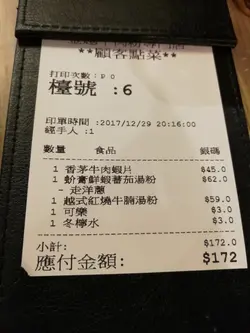 **顧客點菜**
打印次數:D 0
檯號 :6
印單時間:2017/12/29 20:16:00
經手人:1
數量 食品 銀碼
1 香茅牛肉蝦片 $45.0
1 蚧膏鮮蝦蕃茄湯粉 $62.0
- 走洋蔥
1 越式紅燒牛腩湯粉 $59.0
1 可樂 $3.0
1 冬檸水 $3.0
小計: $172.0
應付金額: $172